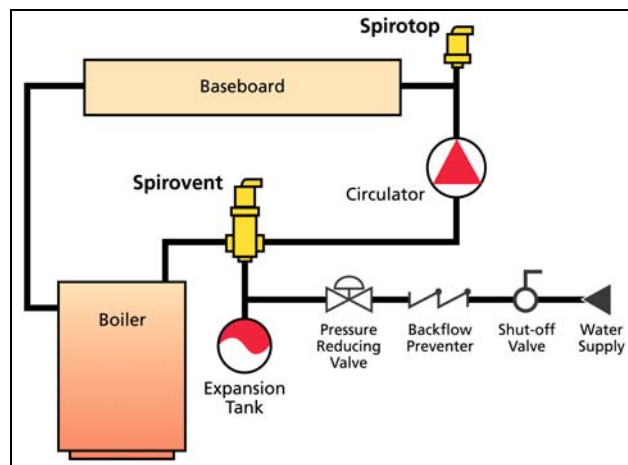 Spirotop
Baseboard
Spirovent
Circulator
Boiler
Pressure
Reducing
Valve
Backflow
Preventer
Shut-off
Valve
Water
Supply
Expansion
Tank